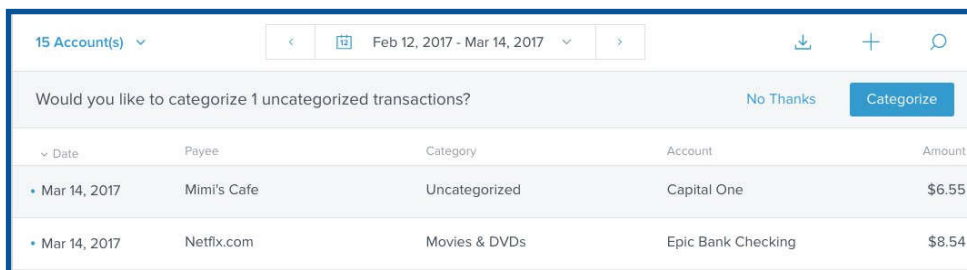 15 Account(s) 12 Feb 12, 2017 - Mar 14, 2017
Would you like to categorize 1 uncategorized transactions? No Thanks Categorize
Date Payee Category Account Amount
Mar 14, 2017 Mimi's Cafe Uncategorized Capital One $6.55
Mar 14, 2017 Netflx.com Movies & DVDs Epic Bank Checking $8.54